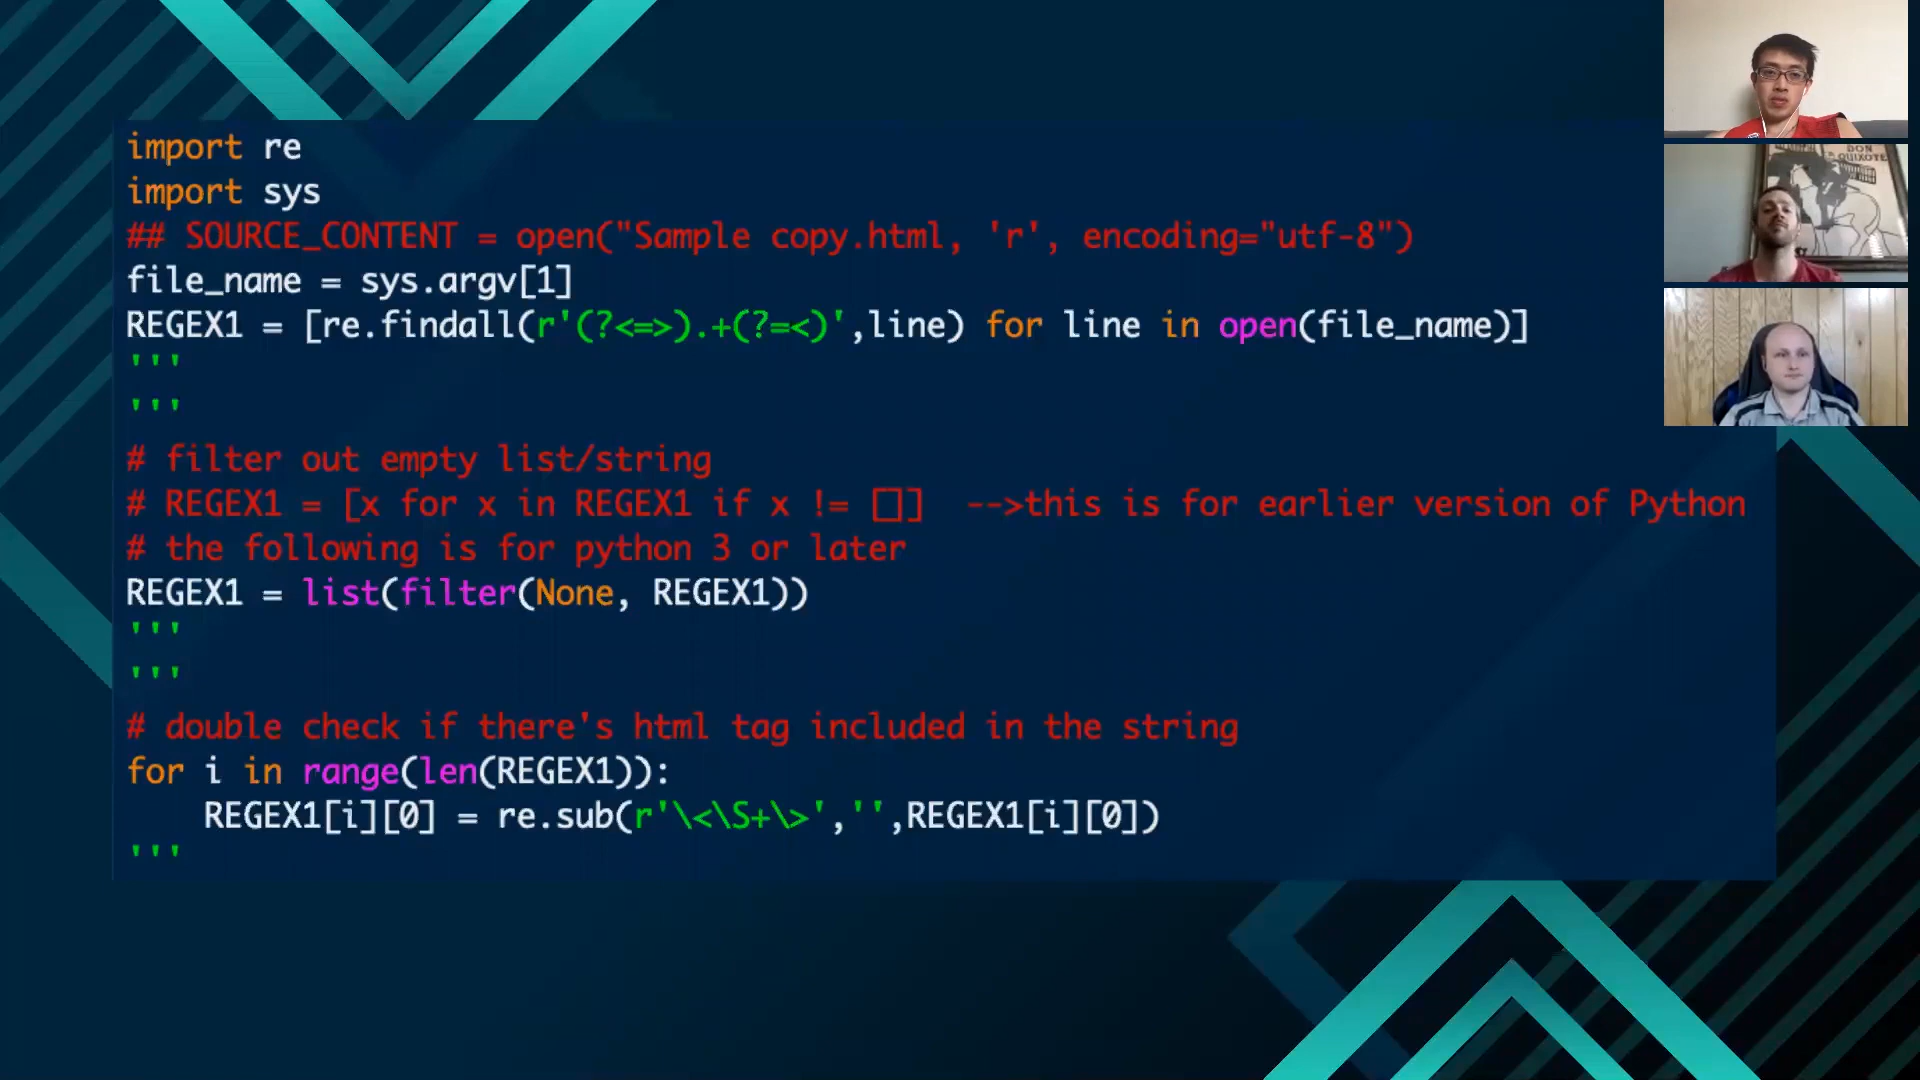 import re
import sys
## SOURCE_CONTENT = open("Sample copy.html, 'r', encoding="utf-8")
file_name = sys.argv[1]
REGEX1 = [re.findall(r'(?<=>).+(?=<)',line) for line in open(file_name)]
'''
'''
# filter out empty list/string
# REGEX1 = [x for x in REGEX1 if x != []]  -->this is for earlier version of Python
# the following is for python 3 or later
REGEX1 = list(filter(None, REGEX1))
'''
'''
# double check if there's html tag included in the string
for i in range(len(REGEX1)):
    REGEX1[i][0] = re.sub(r'\<\S+\>','',REGEX1[i][0])
'''
DON
QUIXOTE